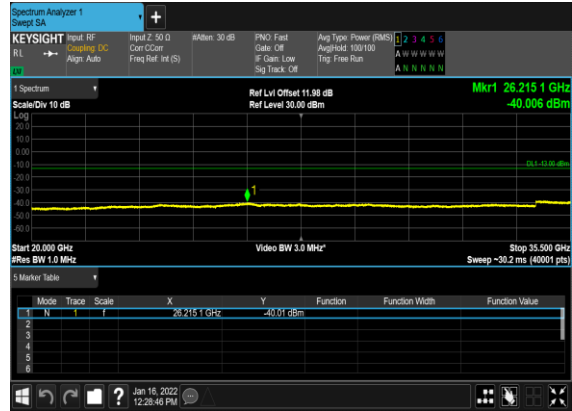 Spectrum Analyzer 1
Swept SA
+
KEYSIGHT Input: RF Input Z: 50 Ω #Atten: 30 dB PNO: Fast Avg Type: Power (RMS) 1 2 3 4 5 6
RL Coupling: DC Corr CCorr Gate: Off Avg|Hold: 100/100 A W W W W W
Align: Auto Freq Ref: Int (S) IF Gain: Low Trig: Free Run
Sig Track: Off A N N N N N
1 Spectrum
Ref Lvl Offset 11.98 dB Mkr1 26.215 1 GHz
Scale/Div 10 dB Ref Level 30.00 dBm -40.006 dBm
Log
20.0
10.0
0.00
-10.0
DL1 -13.00 dBm
-20.0
-30.0
1
-40.0
-50.0
-60.0
Start 20.000 GHz Video BW 3.0 MHz* Stop 35.500 GHz
#Res BW 1.0 MHz Sweep ~30.2 ms (40001 pts)
5 Marker Table
Mode Trace Scale X Y Function Function Width Function Value
1 N 1 f 26.215 1 GHz -40.01 dBm
2
3
4
5
6
? Jan 16, 2022
12:28:46 PM